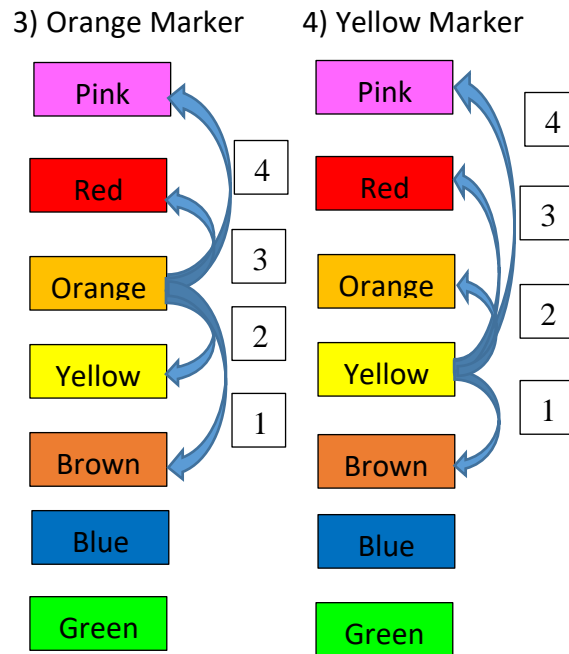 3) Orange Marker
Pink
4
Red
3
Orange
2
Yellow
1
Brown
Blue
Green
4) Yellow Marker
Pink
4
Red
3
Orange
2
Yellow
1
Brown
Blue
Green